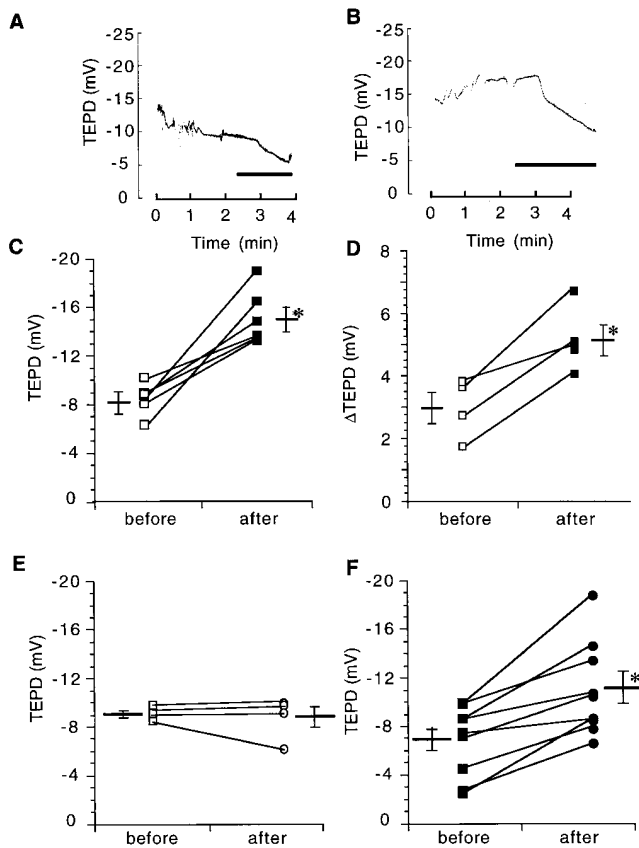 A
-25
-20
-15
-10
-5
0
TEPD (mV)
0 1 2 3 4
Time (min)
B
-25
-20
-15
-10
-5
0
TEPD (mV)
0 1 2 3 4
Time (min)
C
-20
-16
-12
-8
-4
0
TEPD (mV)
*
before after
D
8
6
4
2
0
ΔTEPD (mV)
*
before after
E
-20
-16
-12
-8
-4
0
TEPD (mV)
before after
F
-20
-16
-12
-8
-4
0
TEPD (mV)
*
before after